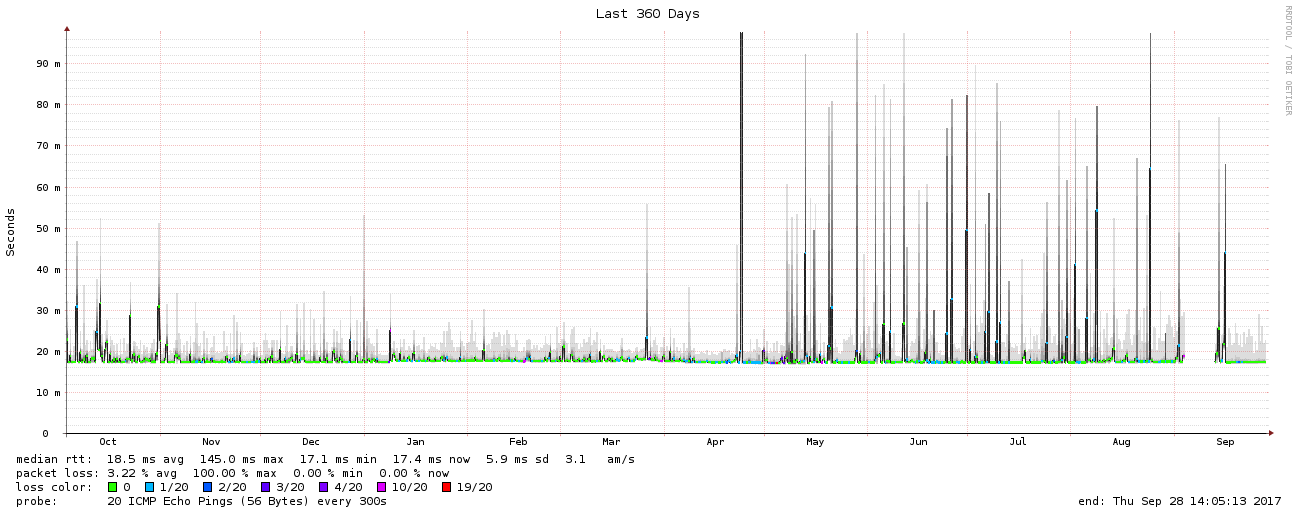 Last 360 Days
RRDTOOL / TOBI OETIKER
Seconds
90 m
80 m
70 m
60 m
50 m
40 m
30 m
20 m
10 m
0
Oct Nov Dec Jan Feb Mar Apr May Jun Jul Aug Sep
median rtt: 18.5 ms avg 145.0 ms max 17.1 ms min 17.4 ms now 5.9 ms sd 3.1 am/s
packet loss: 3.22 % avg 100.00 % max 0.00 % min 0.00 % now
loss color: 0 1/20 2/20 3/20 4/20 10/20 19/20
probe: 20 ICMP Echo Pings (56 Bytes) every 300s end: Thu Sep 28 14:05:13 2017